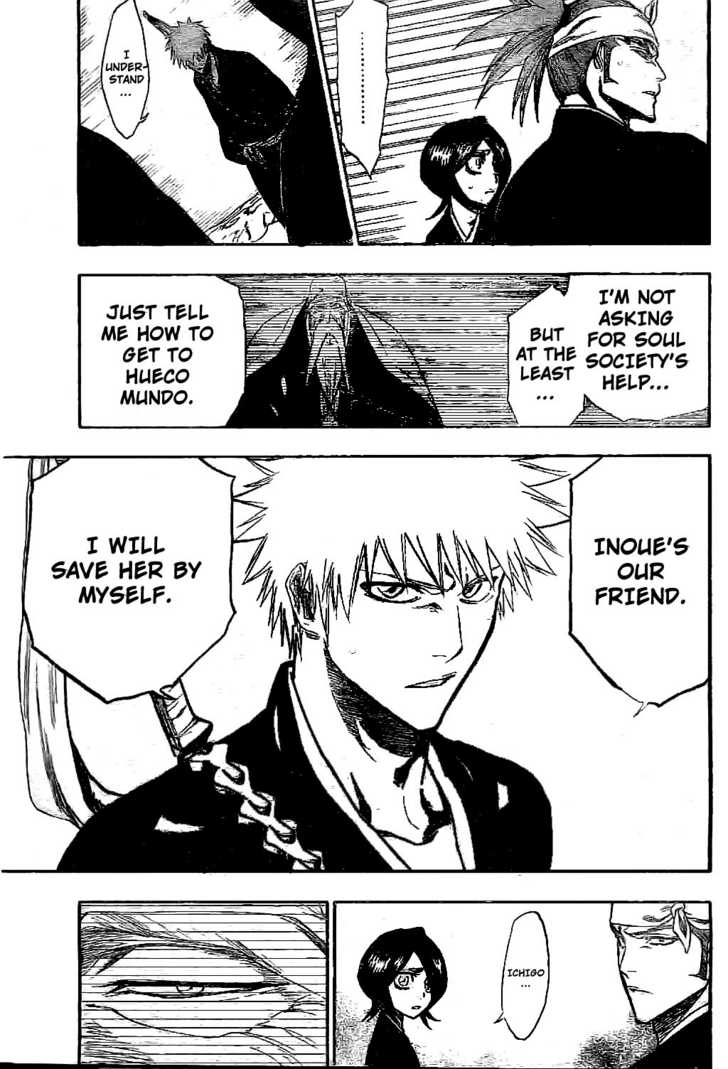 ...........
I
UNDER-
STAND
...
I'M NOT
ASKING
FOR SOUL
SOCIETY'S
HELP...
BUT
AT THE
LEAST
...
JUST TELL
ME HOW TO
GET TO
HUECO
MUNDO.
INOUE'S
OUR
FRIEND.
I WILL
SAVE HER BY
MYSELF.
ICHIGO
...